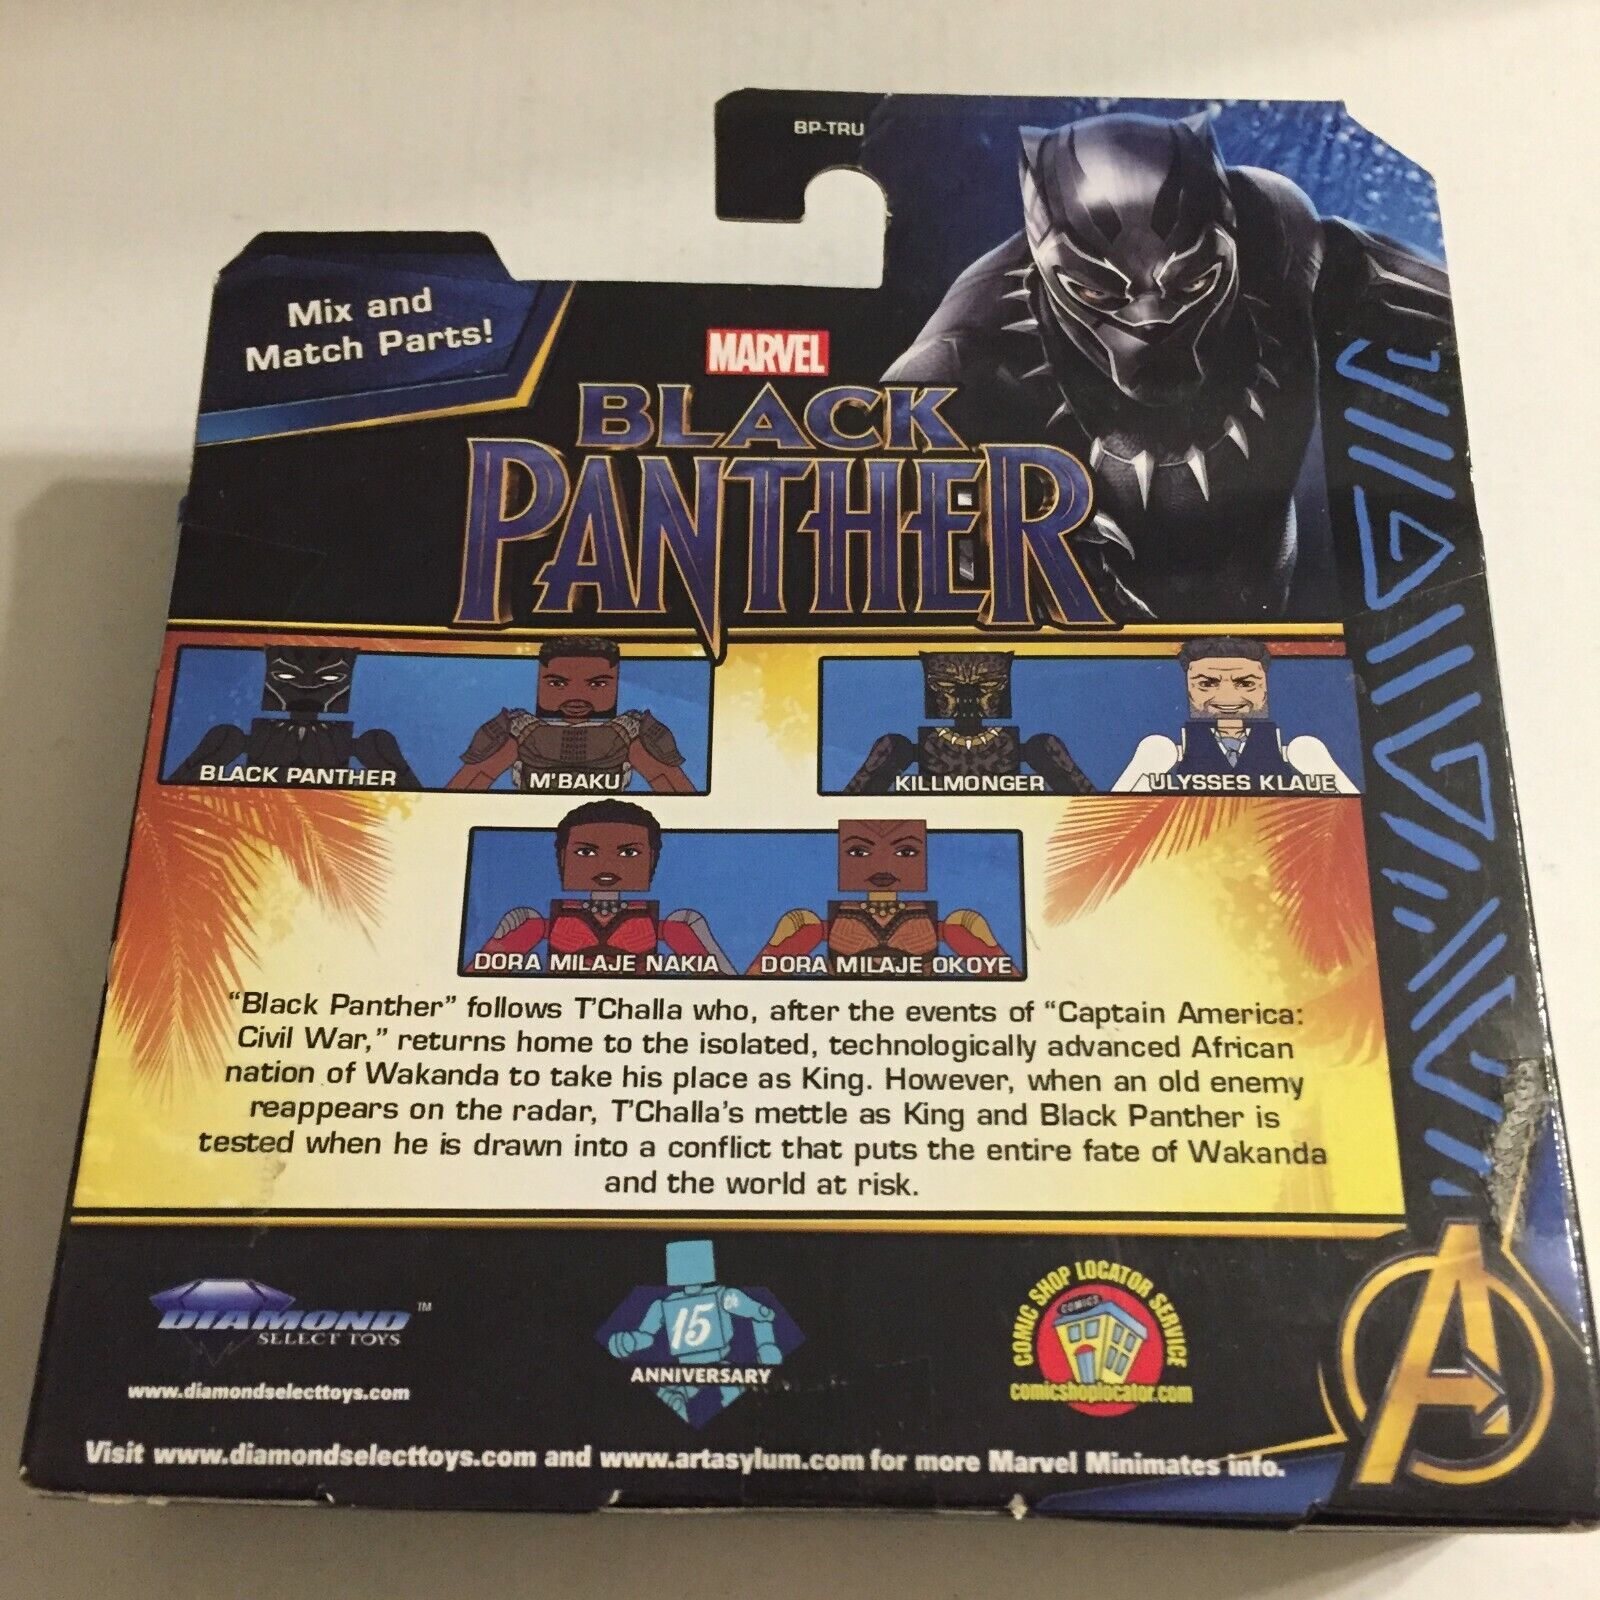 BP-TRU
Mix and
Match Parts!
MARVEL
BLACK
PANTHER
BLACK PANTHER
M'BAKU
KILLMONGER
ULYSSES KLAUE
DORA MILAJE NAKIA
DORA MILAJE OKOYE
"Black Panther" follows T'Challa who, after the events of "Captain America:
Civil War," returns home to the isolated, technologically advanced African
nation of Wakanda to take his place as King. However, when an old enemy
reappears on the radar, T'Challa's mettle as King and Black Panther is
tested when he is drawn into a conflict that puts the entire fate of Wakanda
and the world at risk.
DIAMOND™
SELECT TOYS
www.diamondselecttoys.com
15th
ANNIVERSARY
COMIC SHOP LOCATOR SERVICE
COMICS
comicshoplocator.com
A
Visit www.diamondselecttoys.com and www.artasylum.com for more Marvel Minimates info.